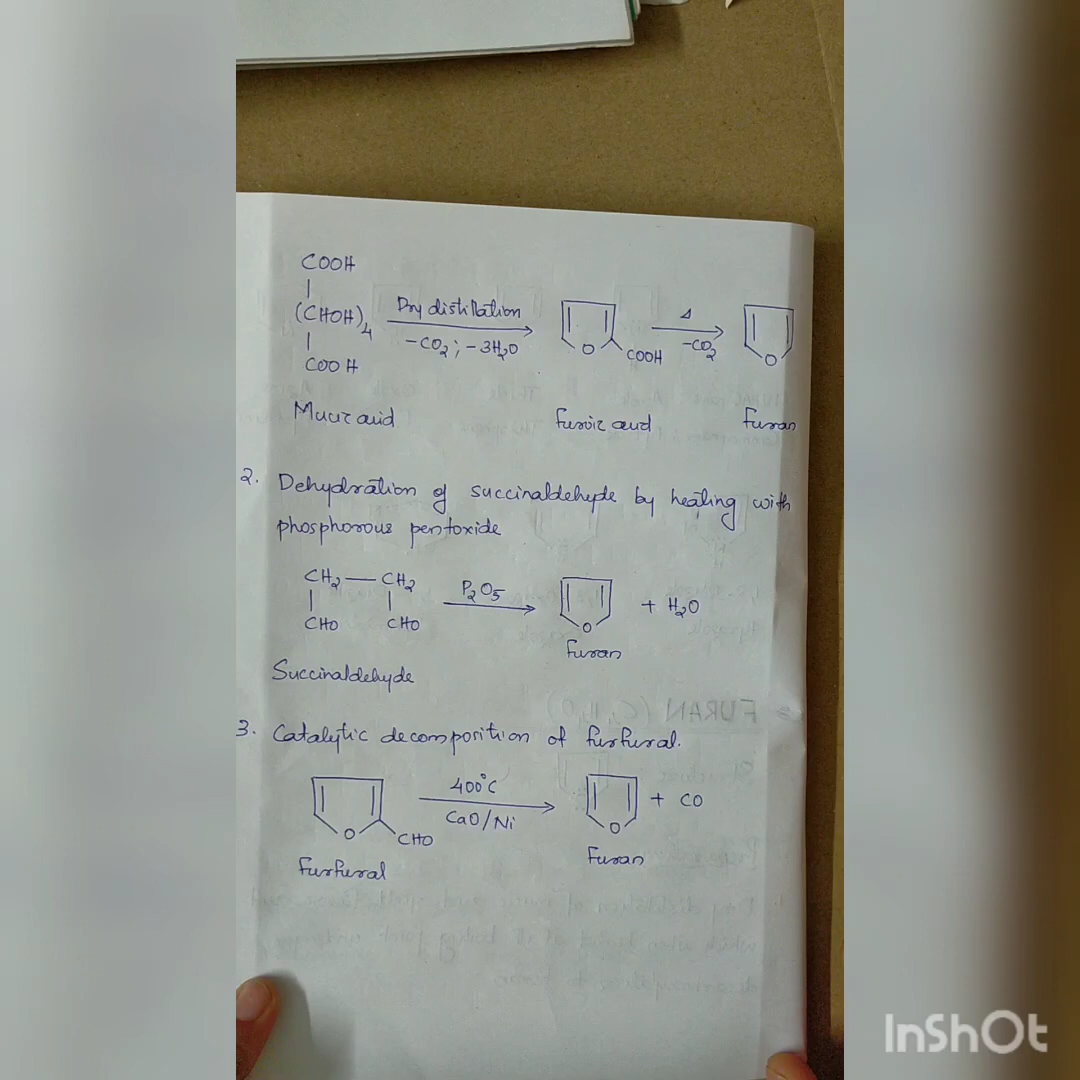 COOH
(CHOH)4 Dry distillation -CO2; -3H2O O COOH Δ -CO2 O
COOH
Mucic acid Furoic acid Furan
2. Dehydration of succinaldehyde by heating with
phosphorous pentoxide
CH2 — CH2 P2O5 O + H2O
CHO CHO
Furan
Succinaldehyde
3. Catalytic decomposition of furfural.
O CHO 400°C CaO/Ni O + CO
Furfural Furan
FURAN
InShOt